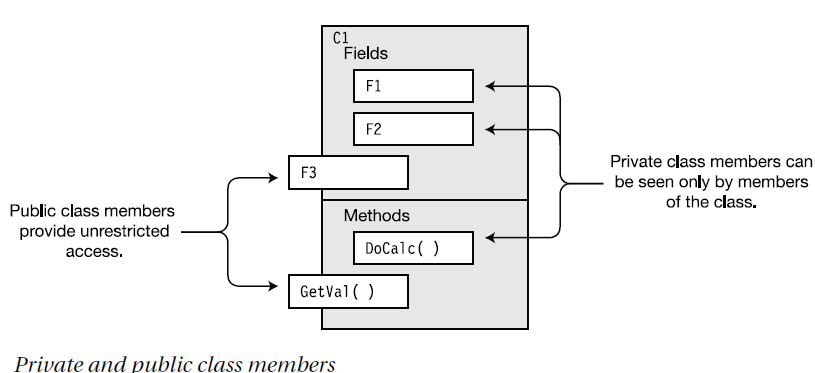 C1
Fields
F1
F2
F3
Methods
DoCalc( )
GetVal( )
Public class members
provide unrestricted
access.
Private class members can
be seen only by members
of the class.
Private and public class members